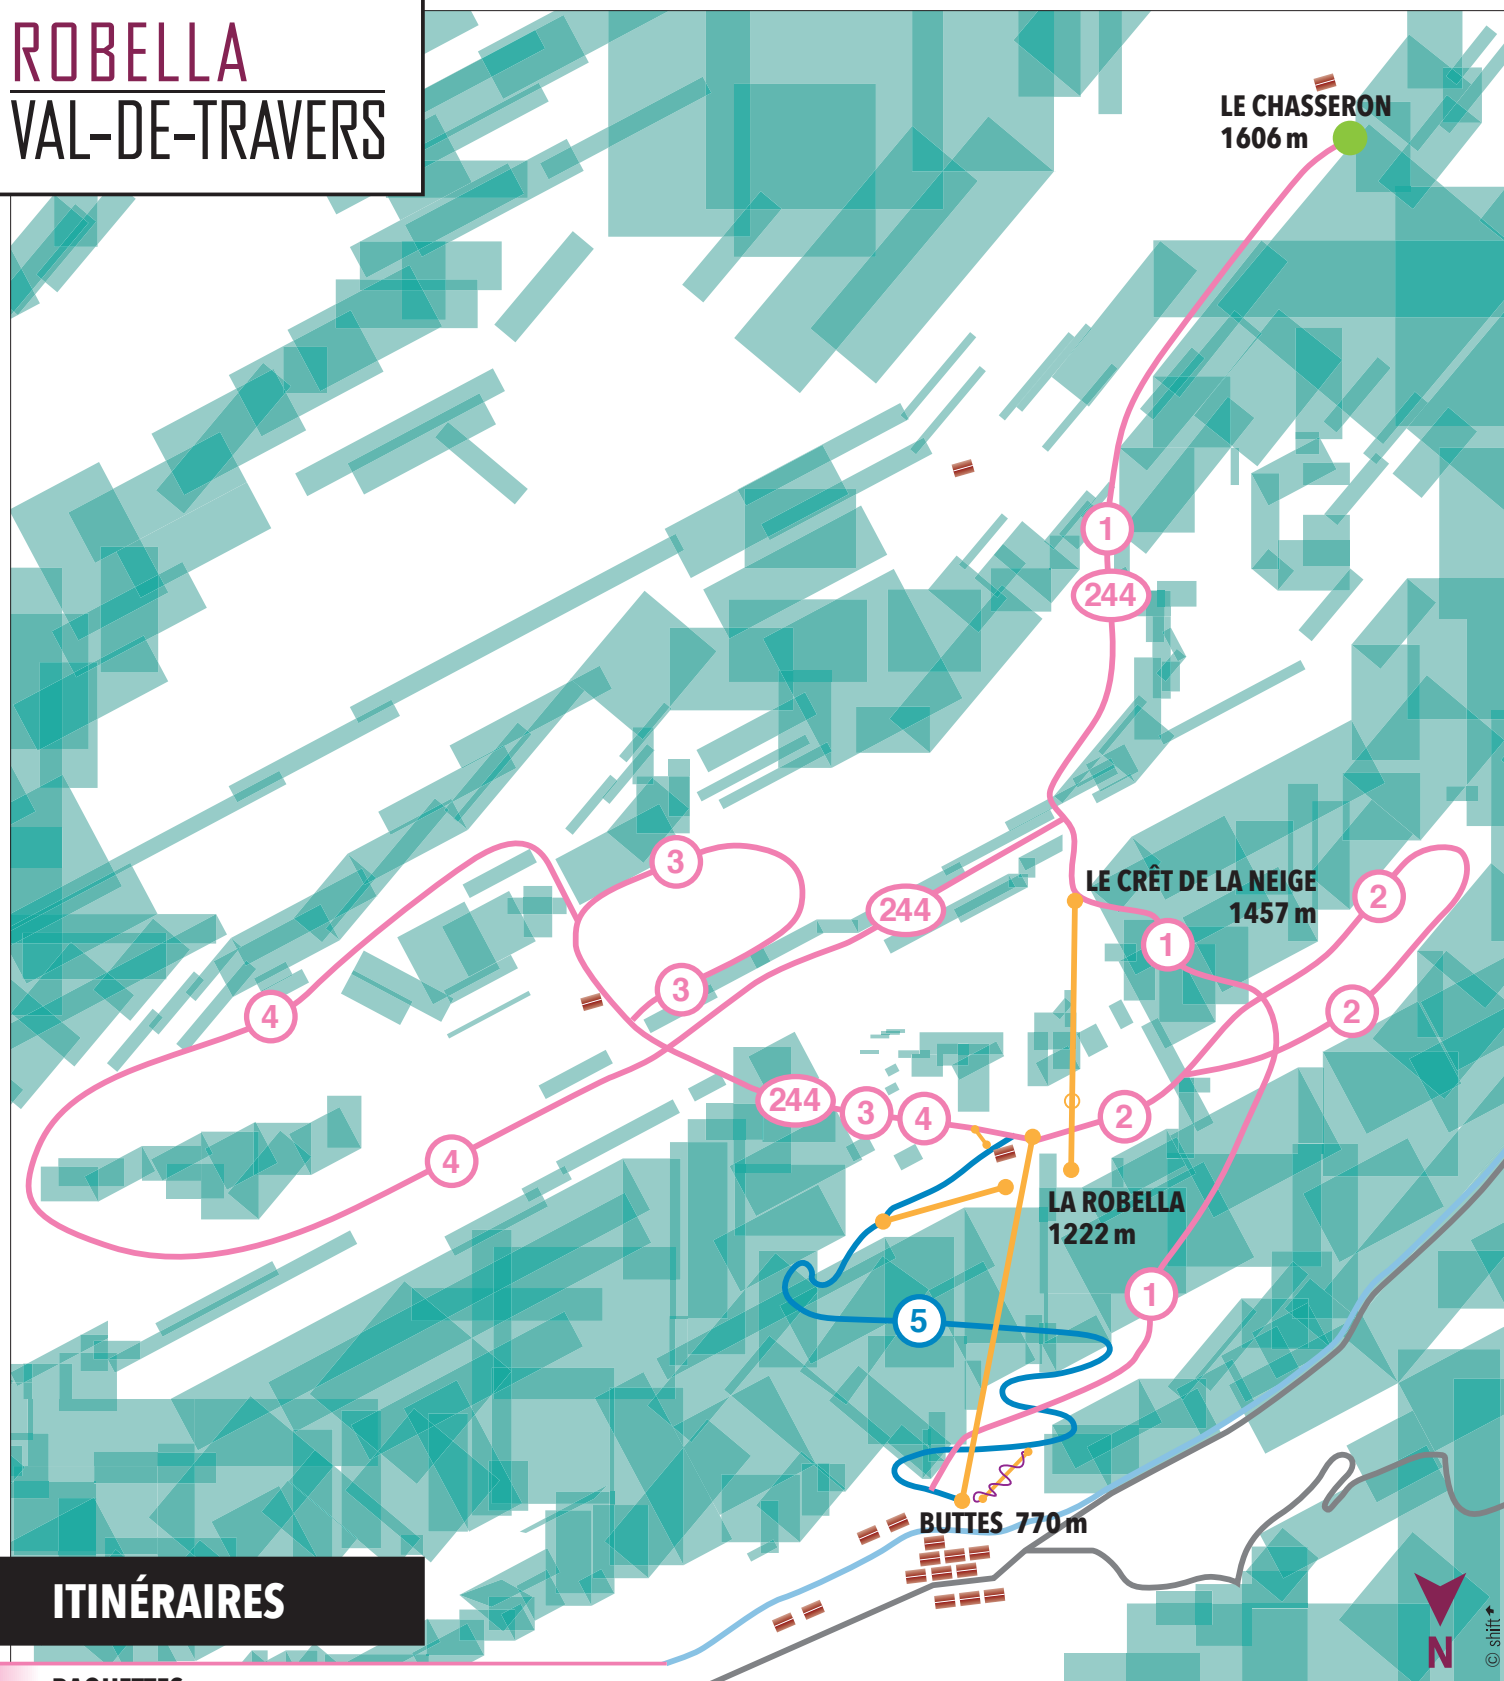 ROBELLA
VAL-DE-TRAVERS
LE CHASSERON
1606 m
1
244
3
LE CRÊT DE LA NEIGE
1457 m
2
244
1
3
4
2
244
3
4
2
4
LA ROBELLA
1222 m
1
5
BUTTES 770 m
ITINÉRAIRES
N
© shift
RAQUETTES